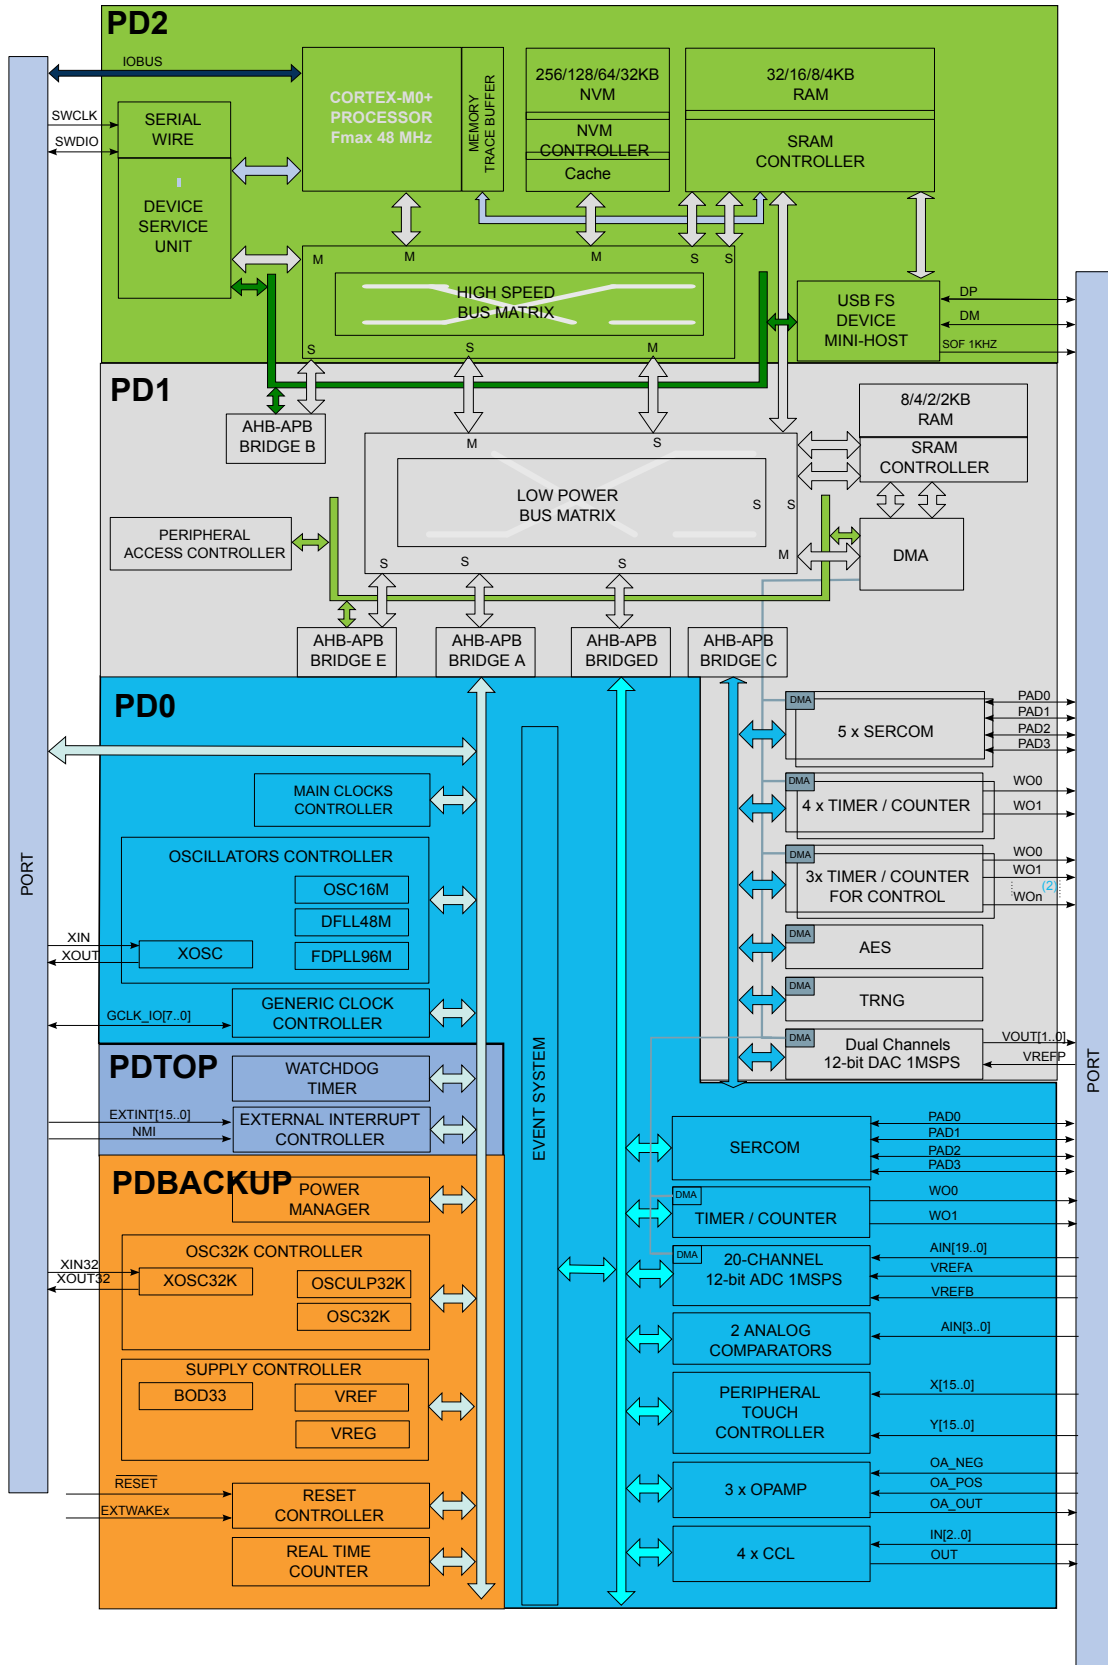 PD2
IOBUS
SWCLK
SWDIO
SERIAL
WIRE
DEVICE
SERVICE
UNIT
CORTEX-M0+
PROCESSOR
Fmax 48 MHz
MEMORY
TRACE BUFFER
256/128/64/32KB
NVM
NVM
CONTROLLER
Cache
32/16/8/4KB
RAM
SRAM
CONTROLLER
M
M
M
S
S
HIGH SPEED
BUS MATRIX
S
S
M
USB FS
DEVICE
MINI-HOST
DP
DM
SOF 1KHZ
PD1
AHB-APB
BRIDGE B
8/4/2/2KB
RAM
SRAM
CONTROLLER
M
S
LOW POWER
BUS MATRIX
S
S
M
S
S
S
PERIPHERAL
ACCESS CONTROLLER
DMA
AHB-APB
BRIDGE E
AHB-APB
BRIDGE A
AHB-APB
BRIDGED
AHB-APB
BRIDGE C
PD0
DMA
5 x SERCOM
PAD0
PAD1
PAD2
PAD3
MAIN CLOCKS
CONTROLLER
DMA
4 x TIMER / COUNTER
WO0
WO1
OSCILLATORS CONTROLLER
OSC16M
DFLL48M
FDPLL96M
XOSC
XIN
XOUT
DMA
3x TIMER / COUNTER
FOR CONTROL
WO0
WO1
(2)
WOn
DMA
AES
DMA
TRNG
GCLK_IO[7..0]
GENERIC CLOCK
CONTROLLER
DMA
Dual Channels
12-bit DAC 1MSPS
VOUT[1..0]
VREFP
PORT
PORT
EVENT SYSTEM
PDTOP
WATCHDOG
TIMER
EXTINT[15..0]
NMI
EXTERNAL INTERRUPT
CONTROLLER
SERCOM
PAD0
PAD1
PAD2
PAD3
PDBACKUP
POWER
MANAGER
DMA
TIMER / COUNTER
WO0
WO1
OSC32K CONTROLLER
XOSC32K
OSCULP32K
OSC32K
XIN32
XOUT32
DMA
20-CHANNEL
12-bit ADC 1MSPS
AIN[19..0]
VREFA
VREFB
2 ANALOG
COMPARATORS
AIN[3..0]
SUPPLY CONTROLLER
BOD33
VREF
VREG
PERIPHERAL
TOUCH
CONTROLLER
X[15..0]
Y[15..0]
RESET
EXTWAKEx
RESET
CONTROLLER
3 x OPAMP
OA_NEG
OA_POS
OA_OUT
REAL TIME
COUNTER
4 x CCL
IN[2..0]
OUT